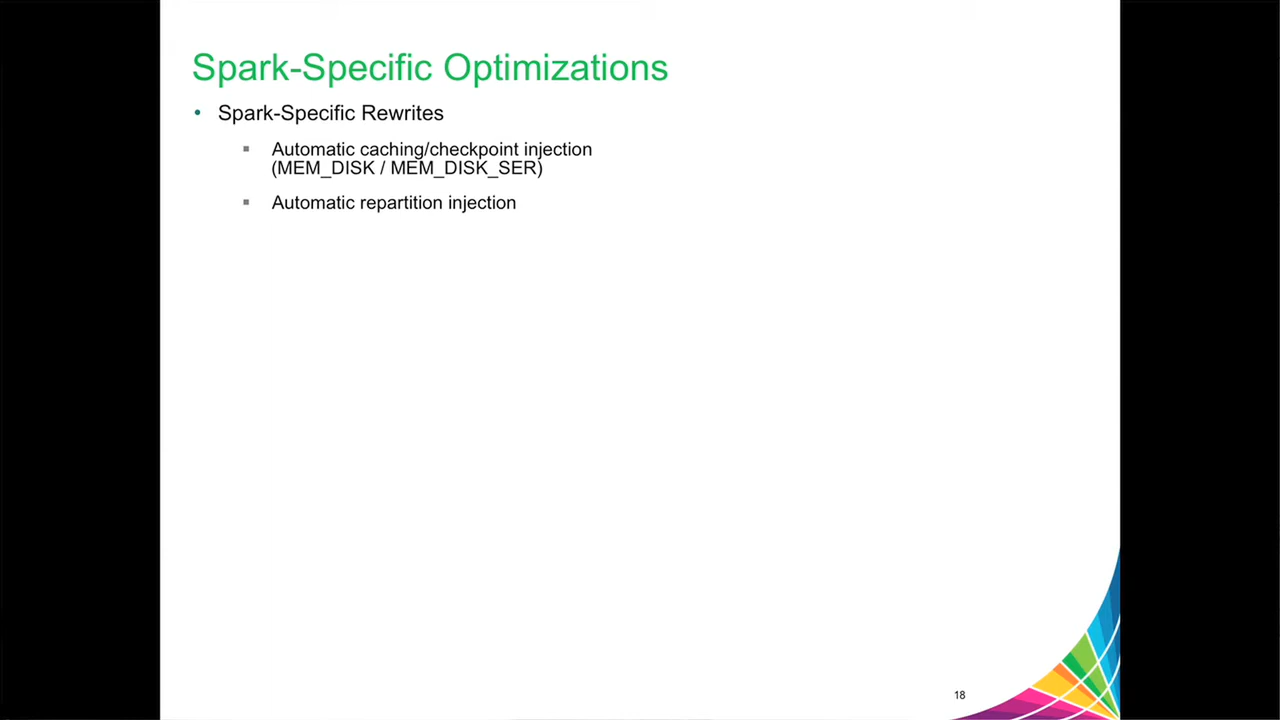 Spark-Specific Optimizations
• Spark-Specific Rewrites
▪ Automatic caching/checkpoint injection
(MEM_DISK / MEM_DISK_SER)
▪ Automatic repartition injection
18